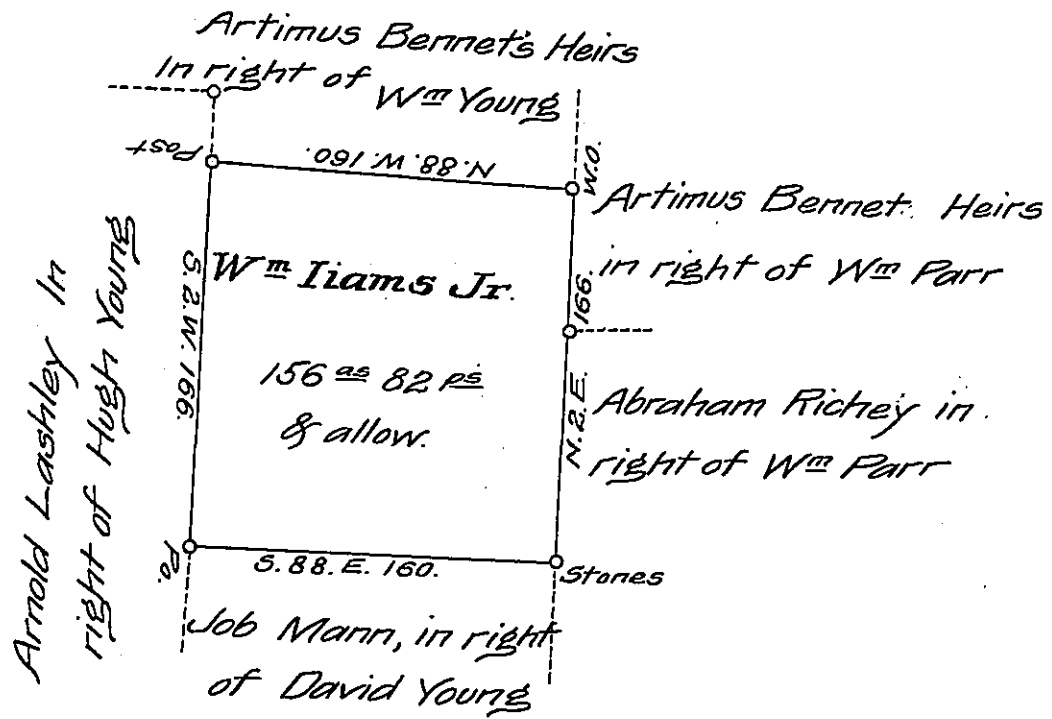 Artimus Bennet's Heirs
In right of
Wm Young
Post
N. 88. W. 160.
W.O.
Artimus Bennet. Heirs
in right of Wm Parr
S. 2. W. 166.
Wm Iiams Jr.
156 as 82 ps
& allow.
N. 2. E. 166.
Abraham Richey in
right of Wm Parr
Arnold Lashley In
right of Hugh Young
Po.
S. 88. E. 160.
Stones
Job Mann, in right
of David Young